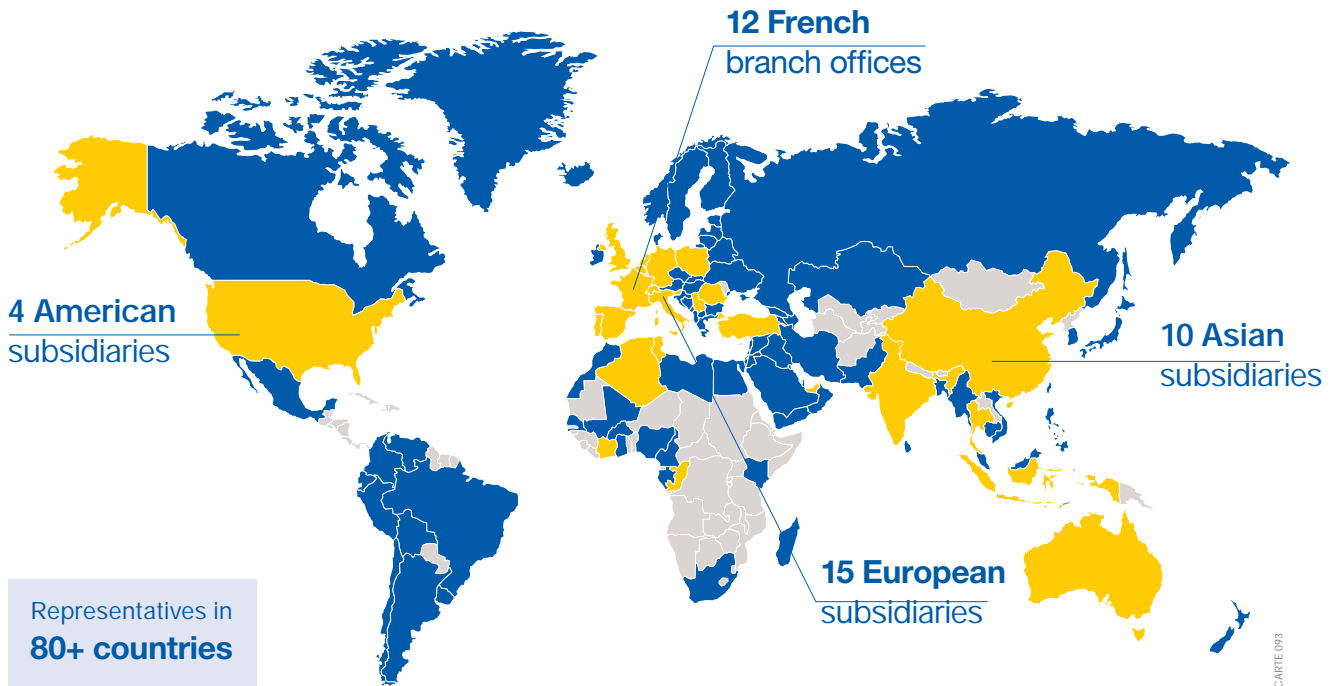 12 French
branch offices
4 American
subsidiaries
10 Asian
subsidiaries
15 European
subsidiaries
Representatives in
80+ countries
CARTE 093